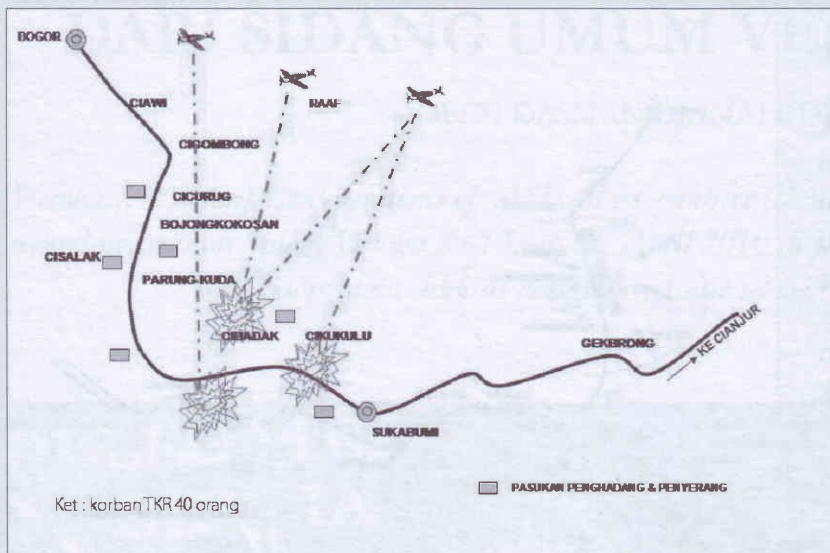 BOGOR
CIAWI
RAAF
CIGOMBONG
CICURUG
BOJONGKOKOSAN
CISALAK
PARUNG-KUDA
CIBADAK
CIKUKULU
GEKBRONG
KE CIANJUR
SUKABUMI
PASUKAN PENGHADANG & PENYERANG
Ket : korban TKR 40 orang